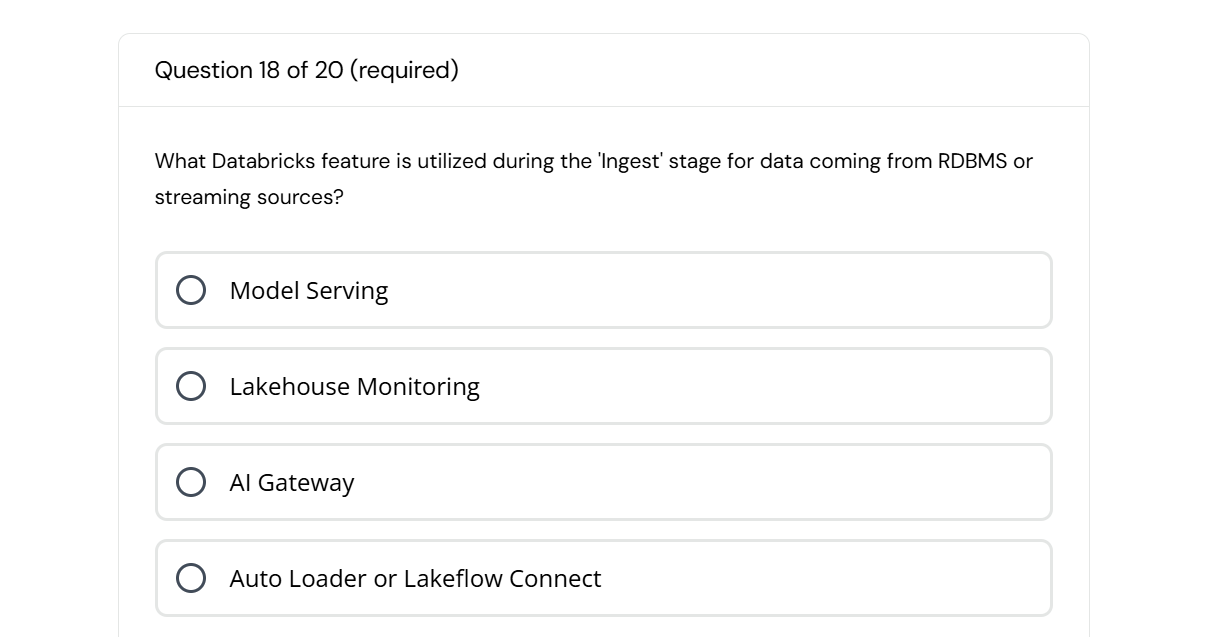 Question 18 of 20 (required)
What Databricks feature is utilized during the 'Ingest' stage for data coming from RDBMS or
streaming sources?
Model Serving
Lakehouse Monitoring
AI Gateway
Auto Loader or Lakeflow Connect